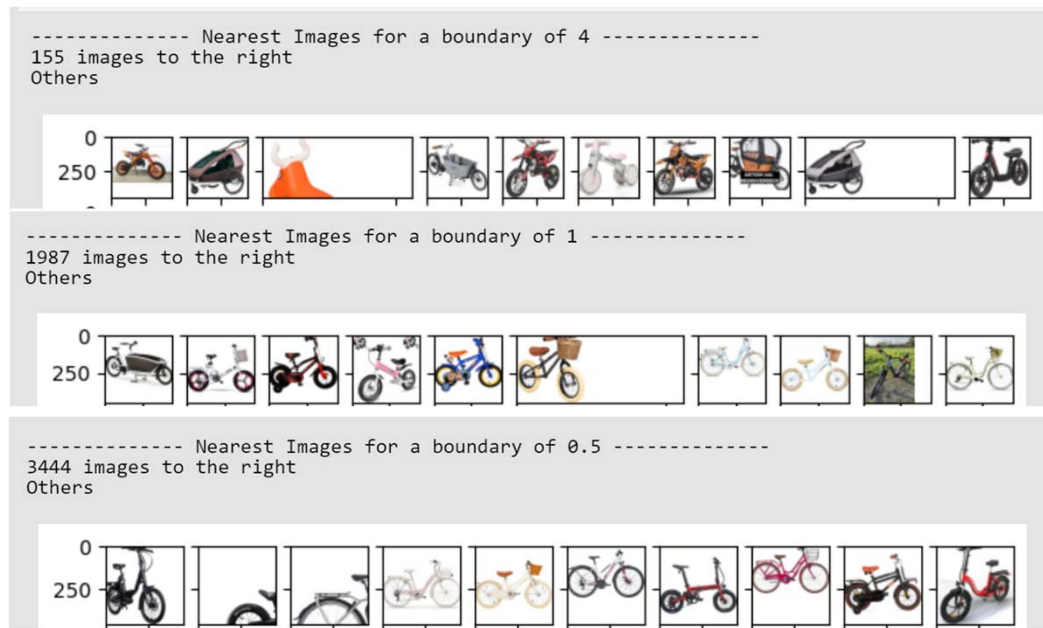 -------------- Nearest Images for a boundary of 4 --------------
155 images to the right
Others
0
250
-------------- Nearest Images for a boundary of 1 --------------
1987 images to the right
Others
0
250
-------------- Nearest Images for a boundary of 0.5 --------------
3444 images to the right
Others
0
250